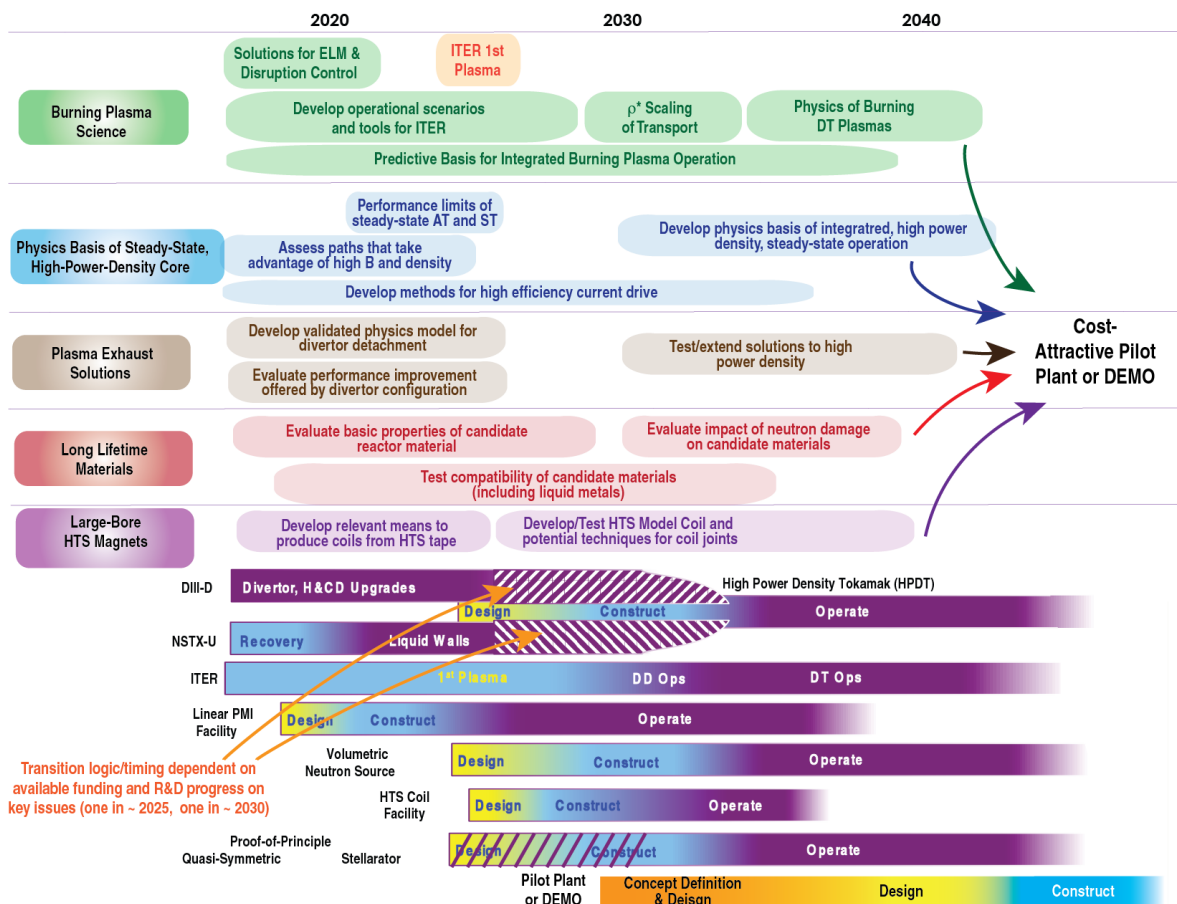 2020 2030 2040
Solutions for ELM &
Disruption Control
ITER 1st
Plasma
Burning Plasma
Science
Develop operational scenarios
and tools for ITER
ρ* Scaling
of Transport
Physics of Burning
DT Plasmas
Predictive Basis for Integrated Burning Plasma Operation
Physics Basis of Steady-State,
High-Power-Density Core
Performance limits of
steady-state AT and ST
Assess paths that take
advantage of high B and density
Develop physics basis of integratred, high power
density, steady-state operation
Develop methods for high efficiency current drive
Plasma Exhaust
Solutions
Develop validated physics model for
divertor detachment
Evaluate performance improvement
offered by divertor configuration
Test/extend solutions to high
power density
Cost-
Attractive Pilot
Plant or DEMO
Long Lifetime
Materials
Evaluate basic properties of candidate
reactor material
Evaluate impact of neutron damage
on candidate materials
Test compatibility of candidate materials
(including liquid metals)
Large-Bore
HTS Magnets
Develop relevant means to
produce coils from HTS tape
Develop/Test HTS Model Coil and
potential techniques for coil joints
DIII-D Divertor, H&CD Upgrades
High Power Density Tokamak (HPDT)
Design Construct Operate
NSTX-U Recovery Liquid Walls
ITER 1st Plasma DD Ops DT Ops
Linear PMI
Facility
Design Construct Operate
Volumetric
Neutron Source
Design Construct Operate
Transition logic/timing dependent on
available funding and R&D progress on
key issues (one in ~ 2025, one in ~ 2030)
HTS Coil
Facility
Design Construct Operate
Proof-of-Principle
Quasi-Symmetric Stellarator
Design Construct Operate
Pilot Plant
or DEMO
Concept Definition
& Deisgn
Design Construct